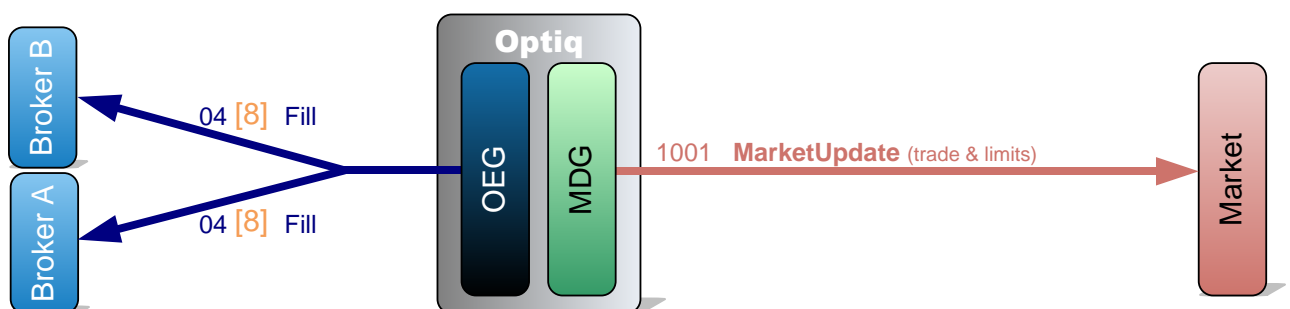 Optiq
Broker B
04 [8] Fill
OEG
MDG
1001 MarketUpdate (trade & limits)
Market
Broker A
04 [8] Fill